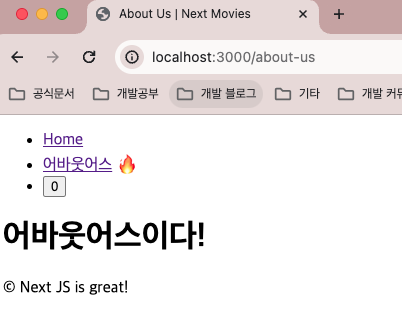 About Us | Next Movies
localhost:3000/about-us
공식문서 개발공부 개발 블로그 기타 개발
Home
어바웃어스 🔥
0
어바웃어스이다!
© Next JS is great!